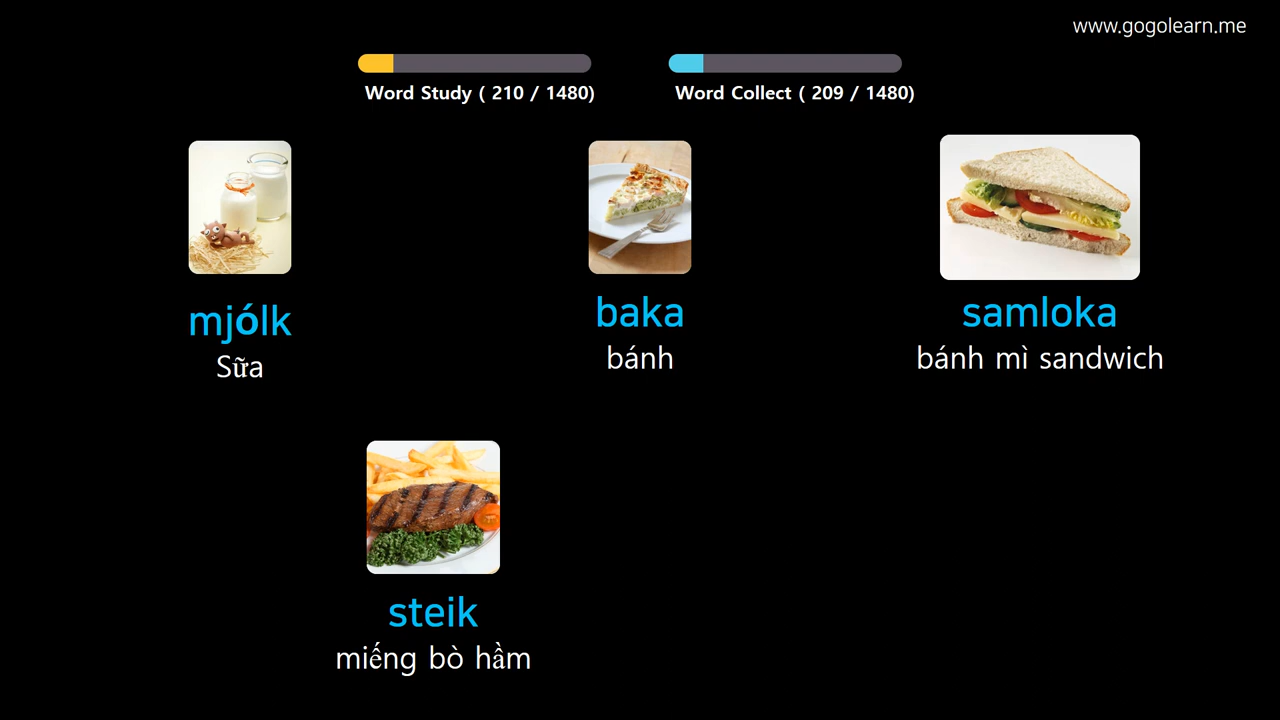 www.gogolearn.me
Word Study ( 210 / 1480)
Word Collect ( 209 / 1480)
mjólk
Sữa
baka
bánh
samloka
bánh mì sandwich
steik
miếng bò hầm